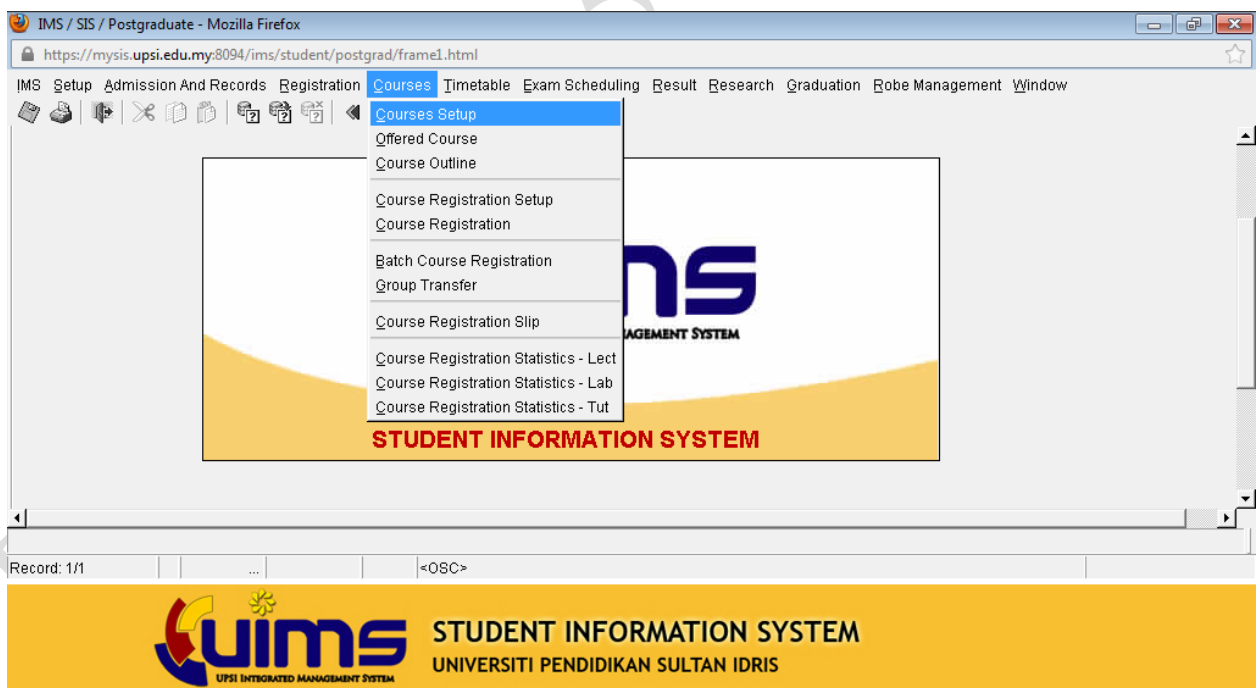 IMS / SIS / Postgraduate - Mozilla Firefox
https://mysis.upsi.edu.my:8094/ims/student/postgrad/frame1.html
IMS Setup Admission And Records Registration Courses Timetable Exam Scheduling Result Research Graduation Robe Management Window
Courses Setup
Offered Course
Course Outline
Course Registration Setup
Course Registration
Batch Course Registration
Group Transfer
Course Registration Slip
Course Registration Statistics - Lect
Course Registration Statistics - Lab
Course Registration Statistics - Tut
ms
AGEMENT SYSTEM
STUDENT INFORMATION SYSTEM
Record: 1/1 ... <OSC>
uims
UPSI INTEGRATED MANAGEMENT SYSTEM
STUDENT INFORMATION SYSTEM
UNIVERSITI PENDIDIKAN SULTAN IDRIS